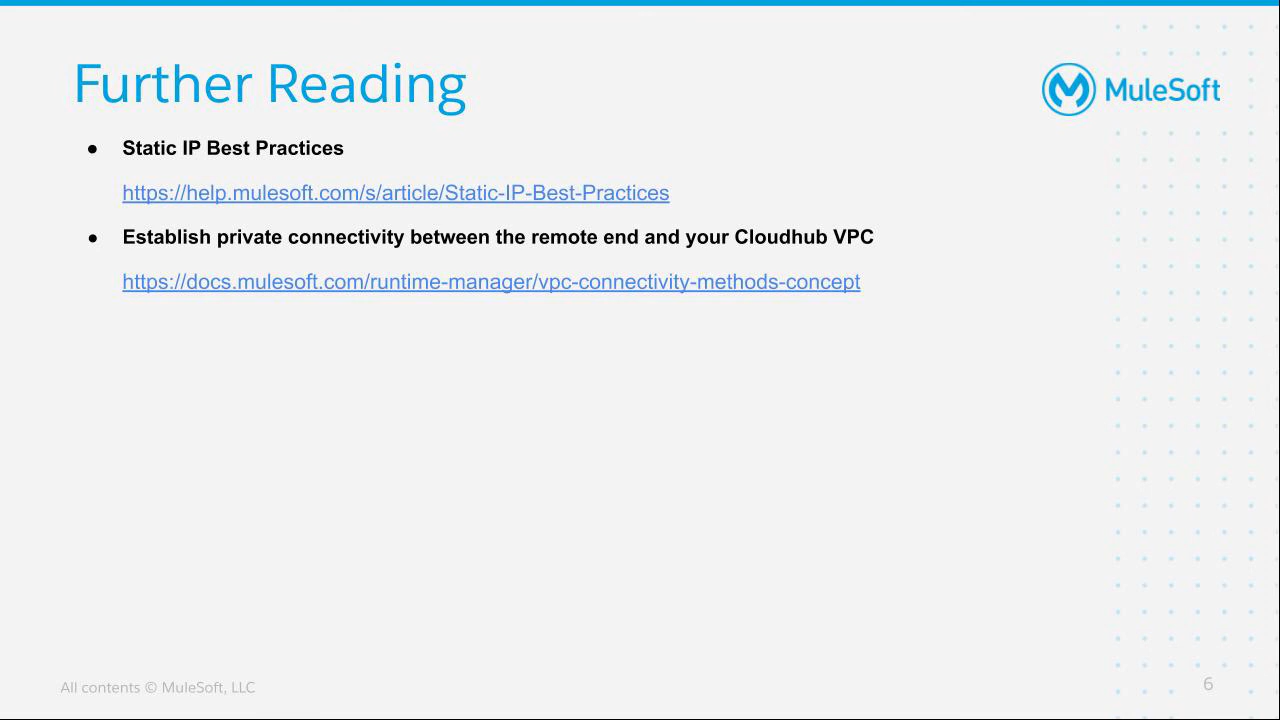 Further Reading
MuleSoft
● Static IP Best Practices
https://help.mulesoft.com/s/article/Static-IP-Best-Practices
● Establish private connectivity between the remote end and your Cloudhub VPC
https://docs.mulesoft.com/runtime-manager/vpc-connectivity-methods-concept
All contents © MuleSoft, LLC
6